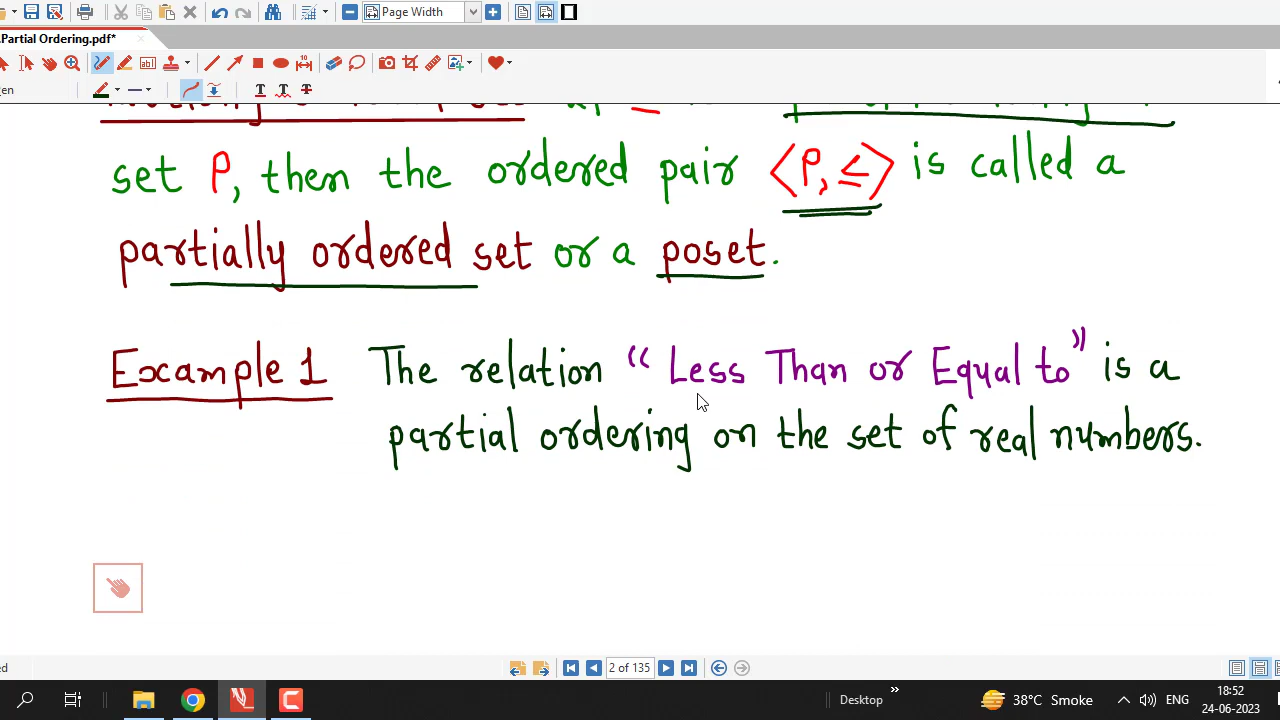 Page Width
.Partial Ordering.pdf*
set P, then the ordered pair <P, ≤> is called a
partially ordered set or a poset.
Example 1 The relation "Less Than or Equal to" is a
partial ordering on the set of real numbers.
2 of 135
Desktop
38°C Smoke
ENG
18:52
24-06-2023